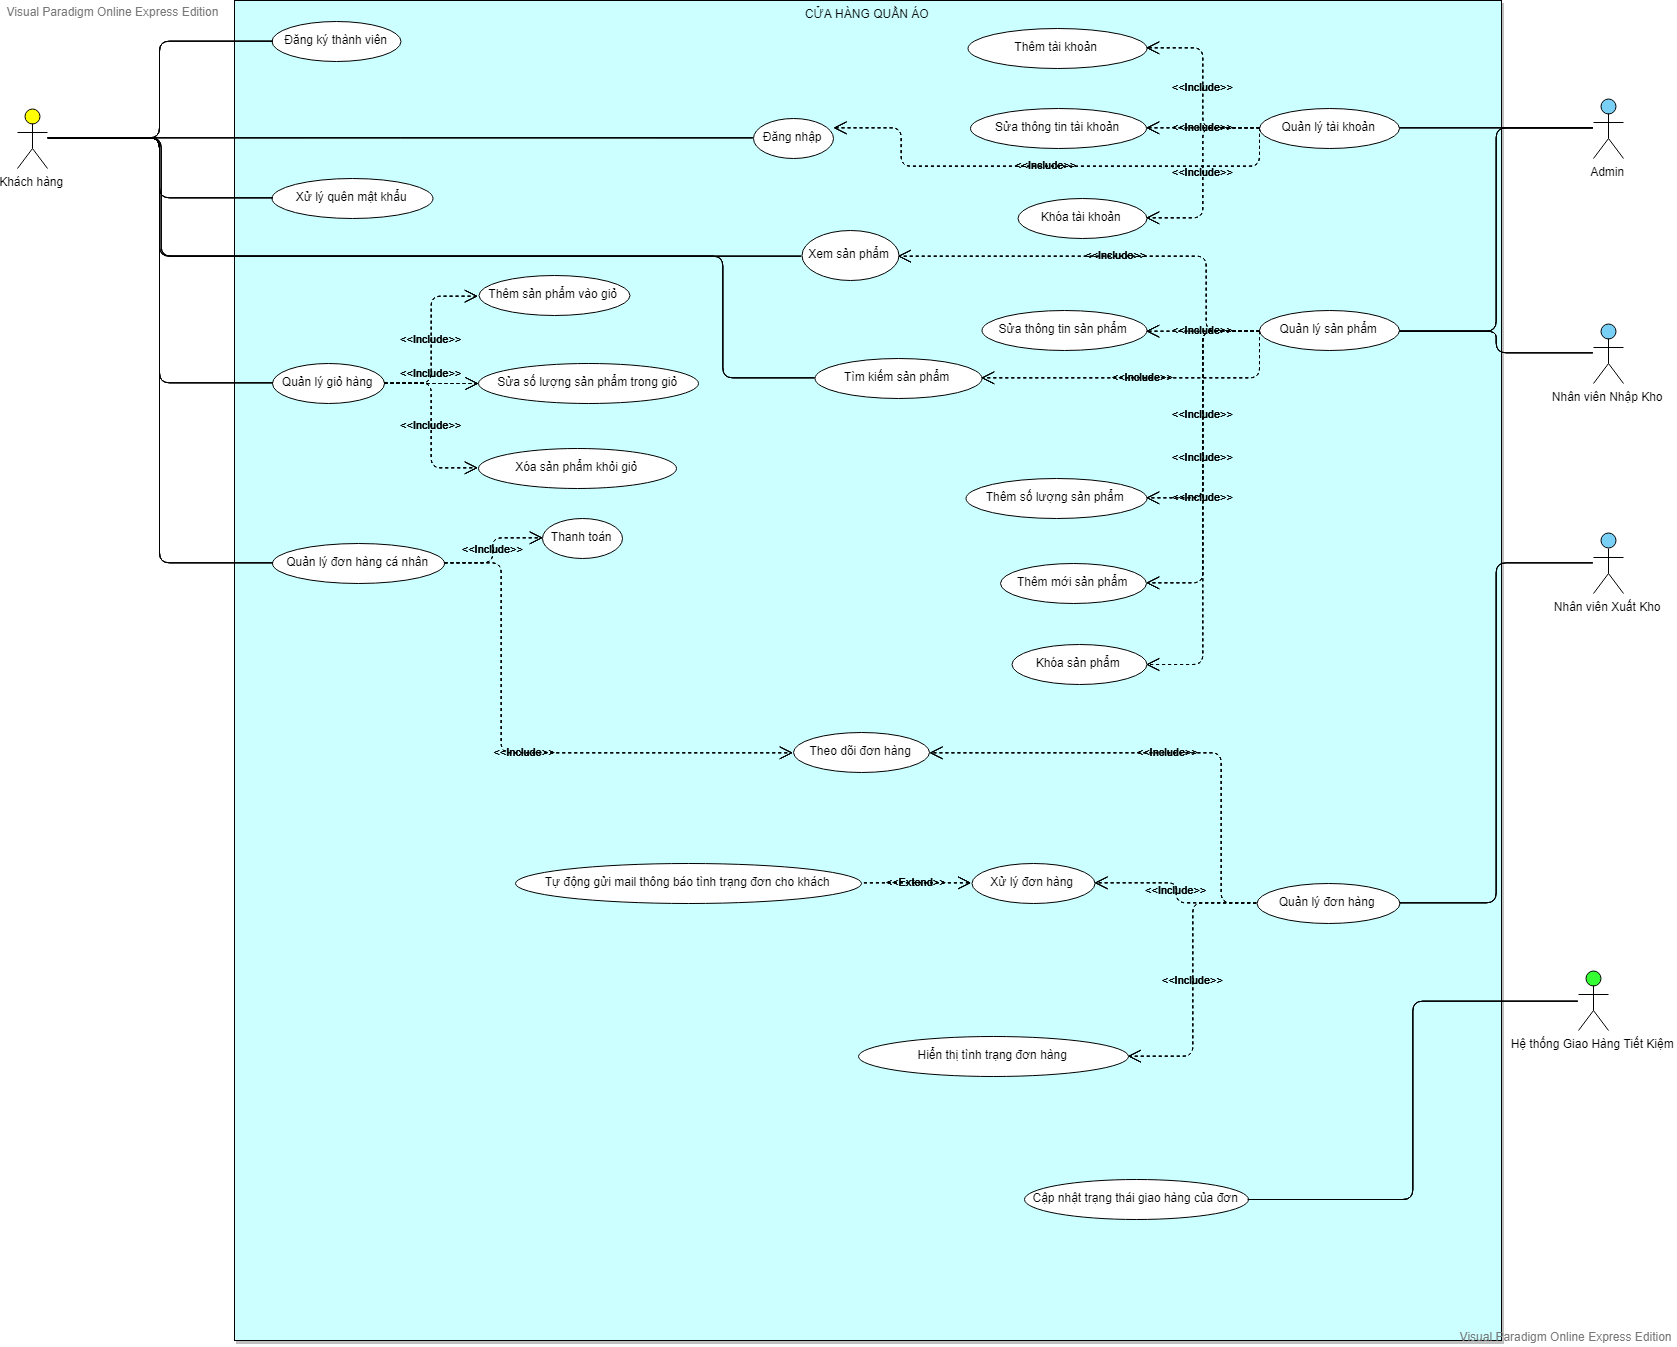 Visual Paradigm Online Express Edition
CỬA HÀNG QUẦN ÁO
Đăng ký thành viên
Thêm tài khoản
<<Include>>
Khách hàng
Đăng nhập
Sửa thông tin tài khoản
<<Include>>
Quản lý tài khoản
Admin
<<Include>>
<<Include>>
Xử lý quên mật khẩu
Khóa tài khoản
Xem sản phẩm
<<Include>>
Thêm sản phẩm vào giỏ
<<Include>>
Sửa thông tin sản phẩm
<<Include>>
Quản lý sản phẩm
Nhân viên Nhập Kho
Quản lý giỏ hàng
<<Include>>
Sửa số lượng sản phẩm trong giỏ
Tìm kiếm sản phẩm
<<Include>>
<<Include>>
<<Include>>
Xóa sản phẩm khỏi giỏ
<<Include>>
Thêm số lượng sản phẩm
<<Include>>
Thanh toán
<<Include>>
Quản lý đơn hàng cá nhân
Thêm mới sản phẩm
Nhân viên Xuất Kho
Khóa sản phẩm
<<Include>>
Theo dõi đơn hàng
<<Include>>
Tự động gửi mail thông báo tình trạng đơn cho khách
<<Extend>>
Xử lý đơn hàng
<<Include>>
Quản lý đơn hàng
<<Include>>
Hiển thị tình trạng đơn hàng
Hệ thống Giao Hàng Tiết Kiệm
Cập nhật trạng thái giao hàng của đơn
Visual Paradigm Online Express Edition